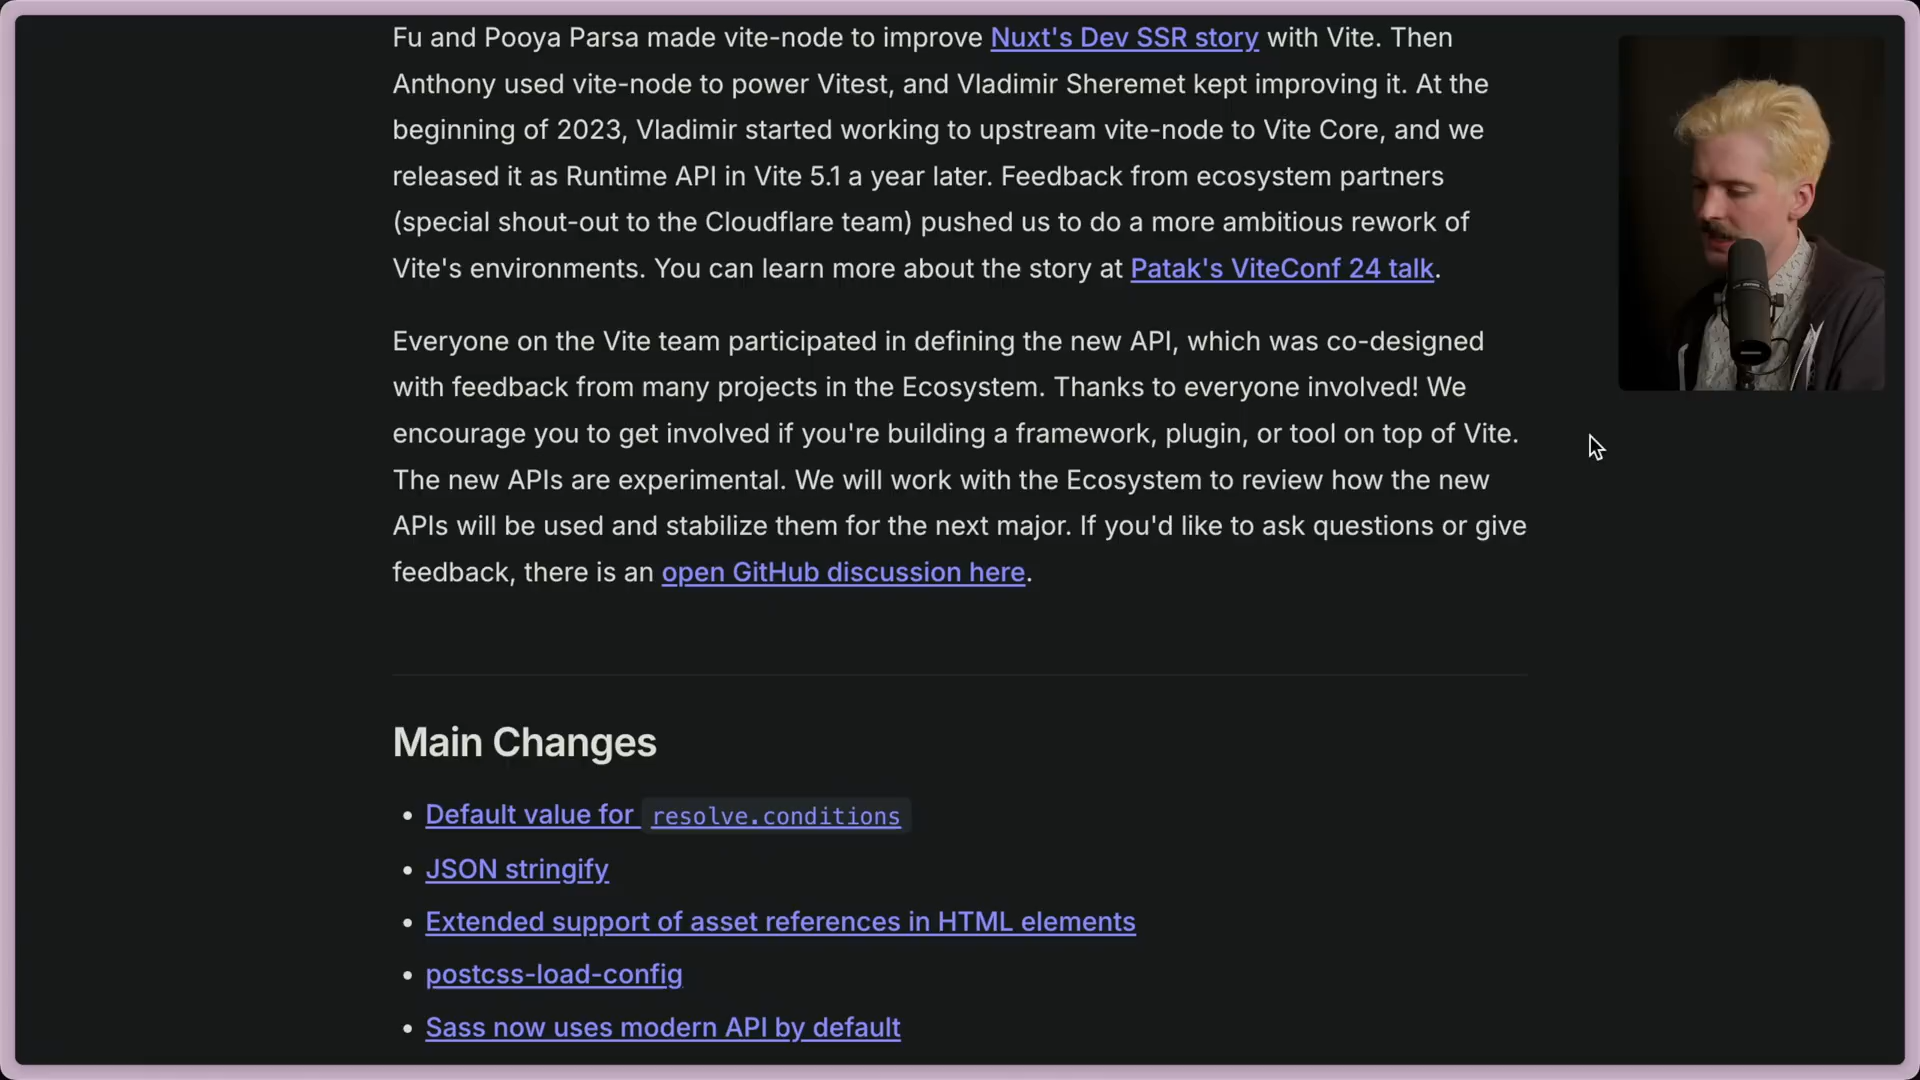 Fu and Pooya Parsa made vite-node to improve Nuxt's Dev SSR story with Vite. Then
Anthony used vite-node to power Vitest, and Vladimir Sheremet kept improving it. At the
beginning of 2023, Vladimir started working to upstream vite-node to Vite Core, and we
released it as Runtime API in Vite 5.1 a year later. Feedback from ecosystem partners
(special shout-out to the Cloudflare team) pushed us to do a more ambitious rework of
Vite's environments. You can learn more about the story at Patak's ViteConf 24 talk.
Everyone on the Vite team participated in defining the new API, which was co-designed
with feedback from many projects in the Ecosystem. Thanks to everyone involved! We
encourage you to get involved if you're building a framework, plugin, or tool on top of Vite.
The new APIs are experimental. We will work with the Ecosystem to review how the new
APIs will be used and stabilize them for the next major. If you'd like to ask questions or give
feedback, there is an open GitHub discussion here.
Main Changes
• Default value for resolve.conditions
• JSON stringify
• Extended support of asset references in HTML elements
• postcss-load-config
• Sass now uses modern API by default